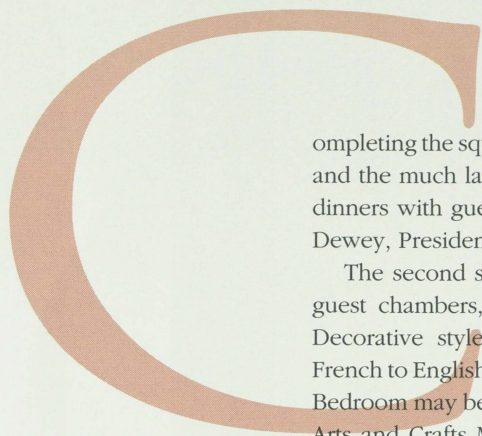 C
ompleting the sq
and the much la
dinners with gue
Dewey, Presiden
The second s
guest chambers,
Decorative style
French to English
Bedroom may be
Arts and Crafts M